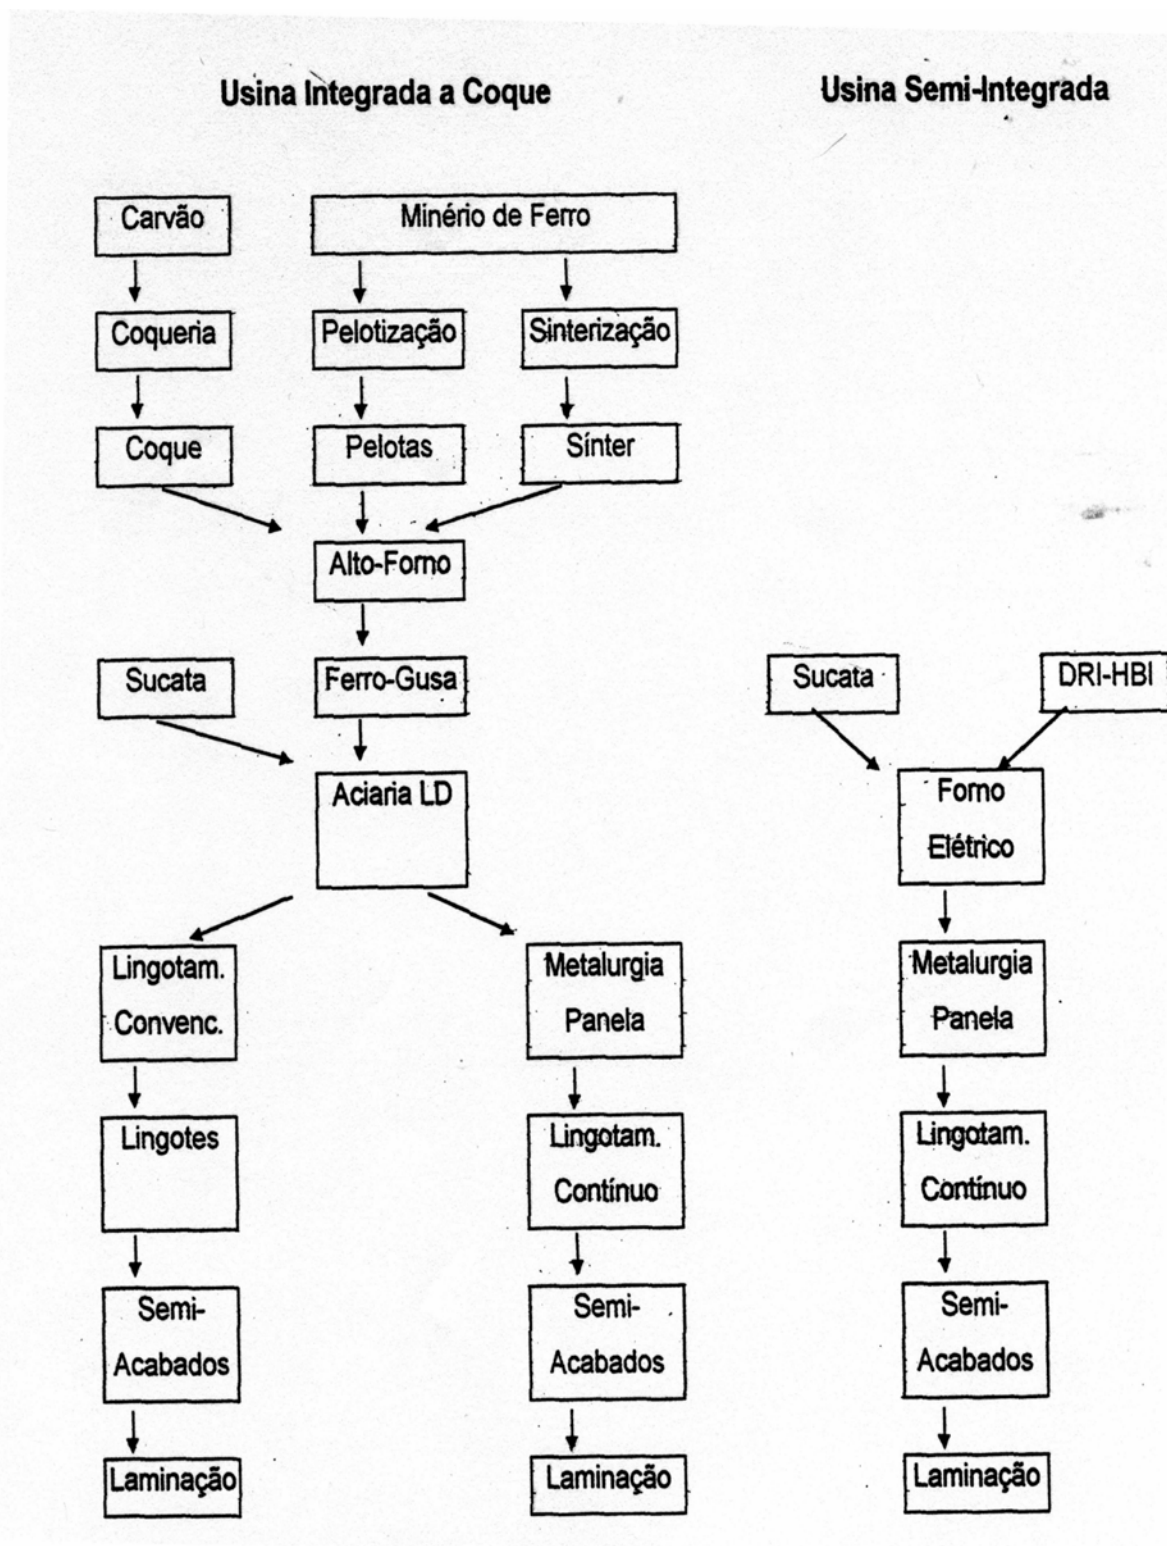 Usina Integrada a Coque
Usina Semi-Integrada
Carvão
Minério de Ferro
Coqueria
Pelotização
Sinterização
Coque
Pelotas
Sínter
Alto-Forno
Sucata
Ferro-Gusa
Sucata
DRI-HBI
Aciaria LD
Forno
Elétrico
Lingotam.
Convenc.
Metalurgia
Panela
Metalurgia
Panela
Lingotes
Lingotam.
Contínuo
Lingotam.
Contínuo
Semi-
Acabados
Semi-
Acabados
Semi-
Acabados
Laminação
Laminação
Laminação